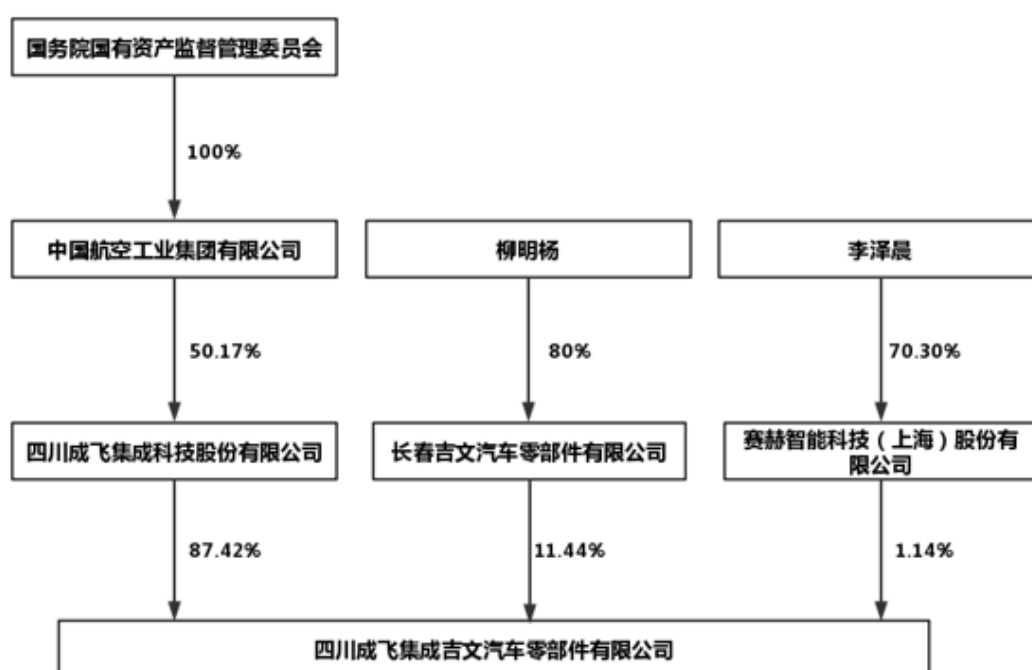 国务院国有资产监督管理委员会
100%
中国航空工业集团有限公司
柳明杨
李泽晨
50.17%
80%
70.30%
四川成飞集成科技股份有限公司
长春吉文汽车零部件有限公司
赛赫智能科技（上海）股份有
限公司
87.42%
11.44%
1.14%
四川成飞集成吉文汽车零部件有限公司